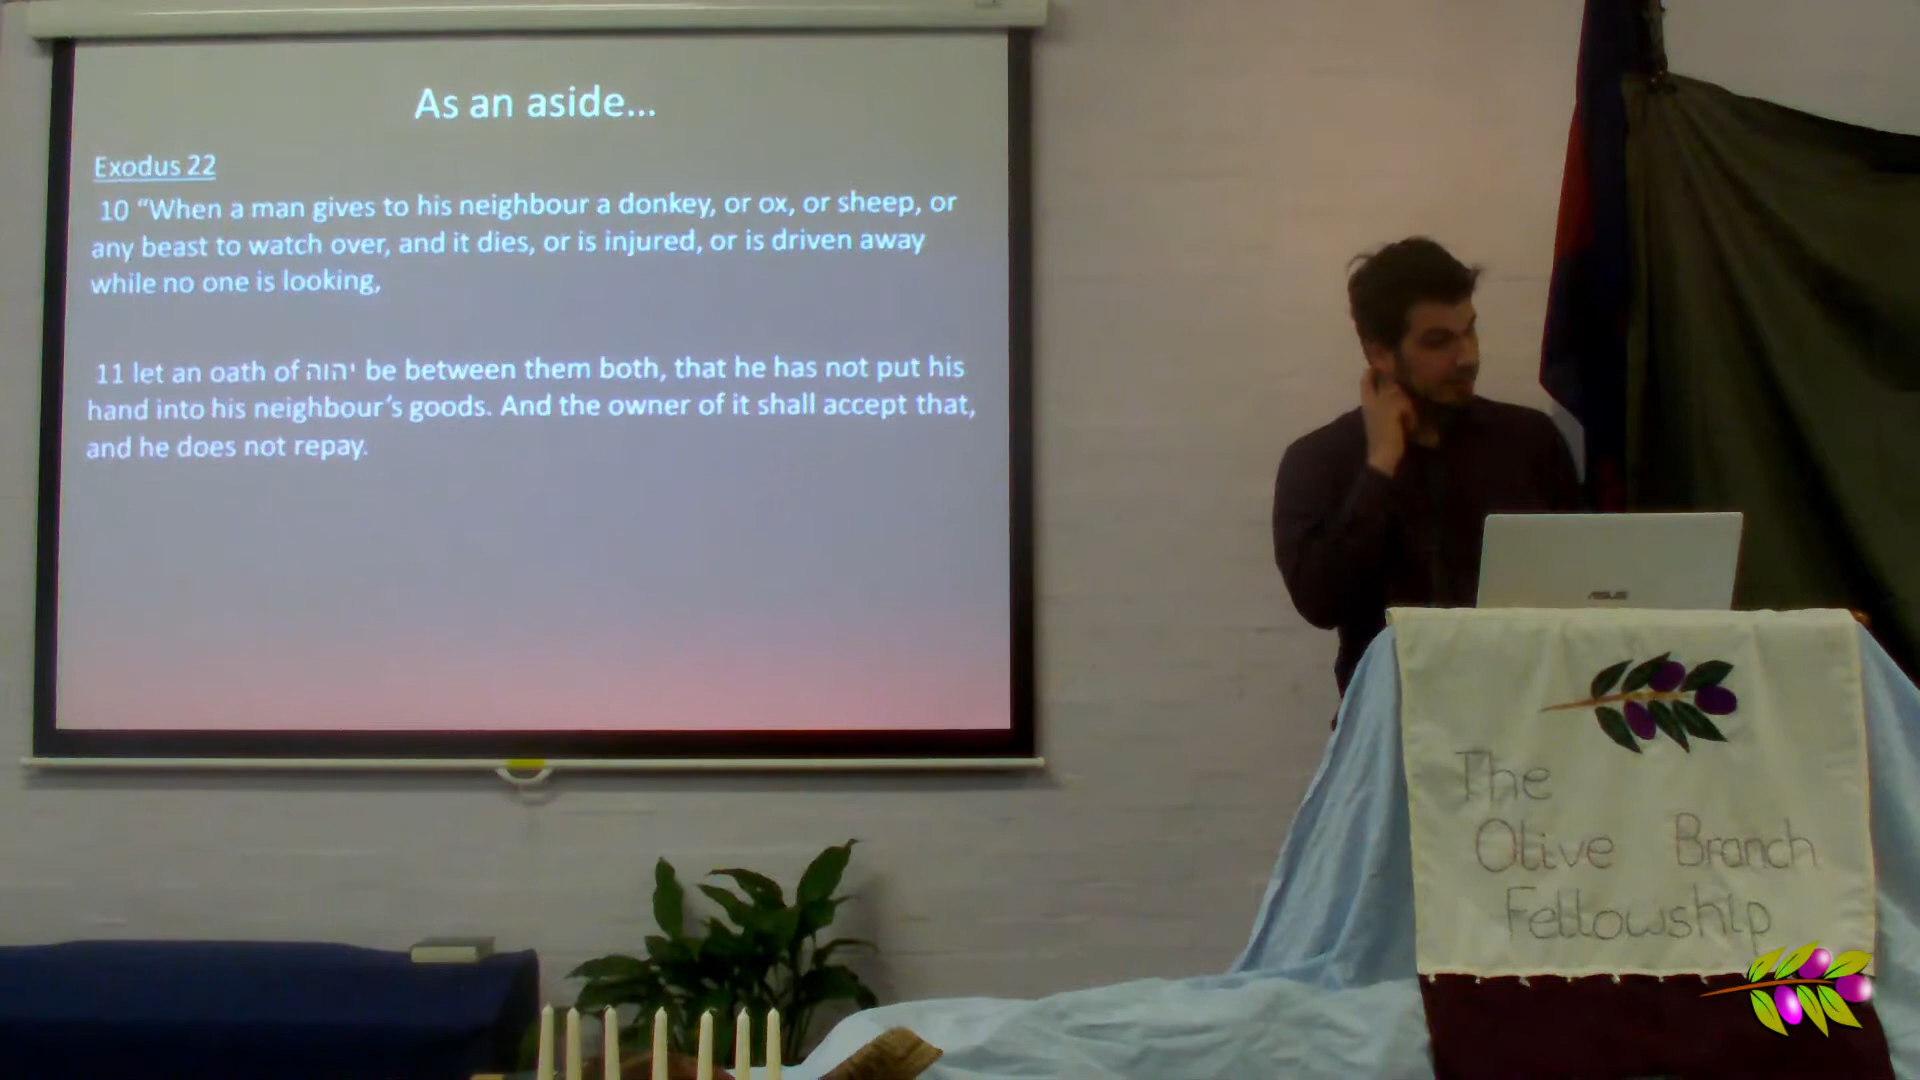 As an aside...
Exodus 22
10 “When a man gives to his neighbour a donkey, or ox, or sheep, or
any beast to watch over, and it dies, or is injured, or is driven away
while no one is looking,
11 let an oath of יהוה be between them both, that he has not put his
hand into his neighbour’s goods. And the owner of it shall accept that,
and he does not repay.
ASUS
The
Olive Branch
Fellowship